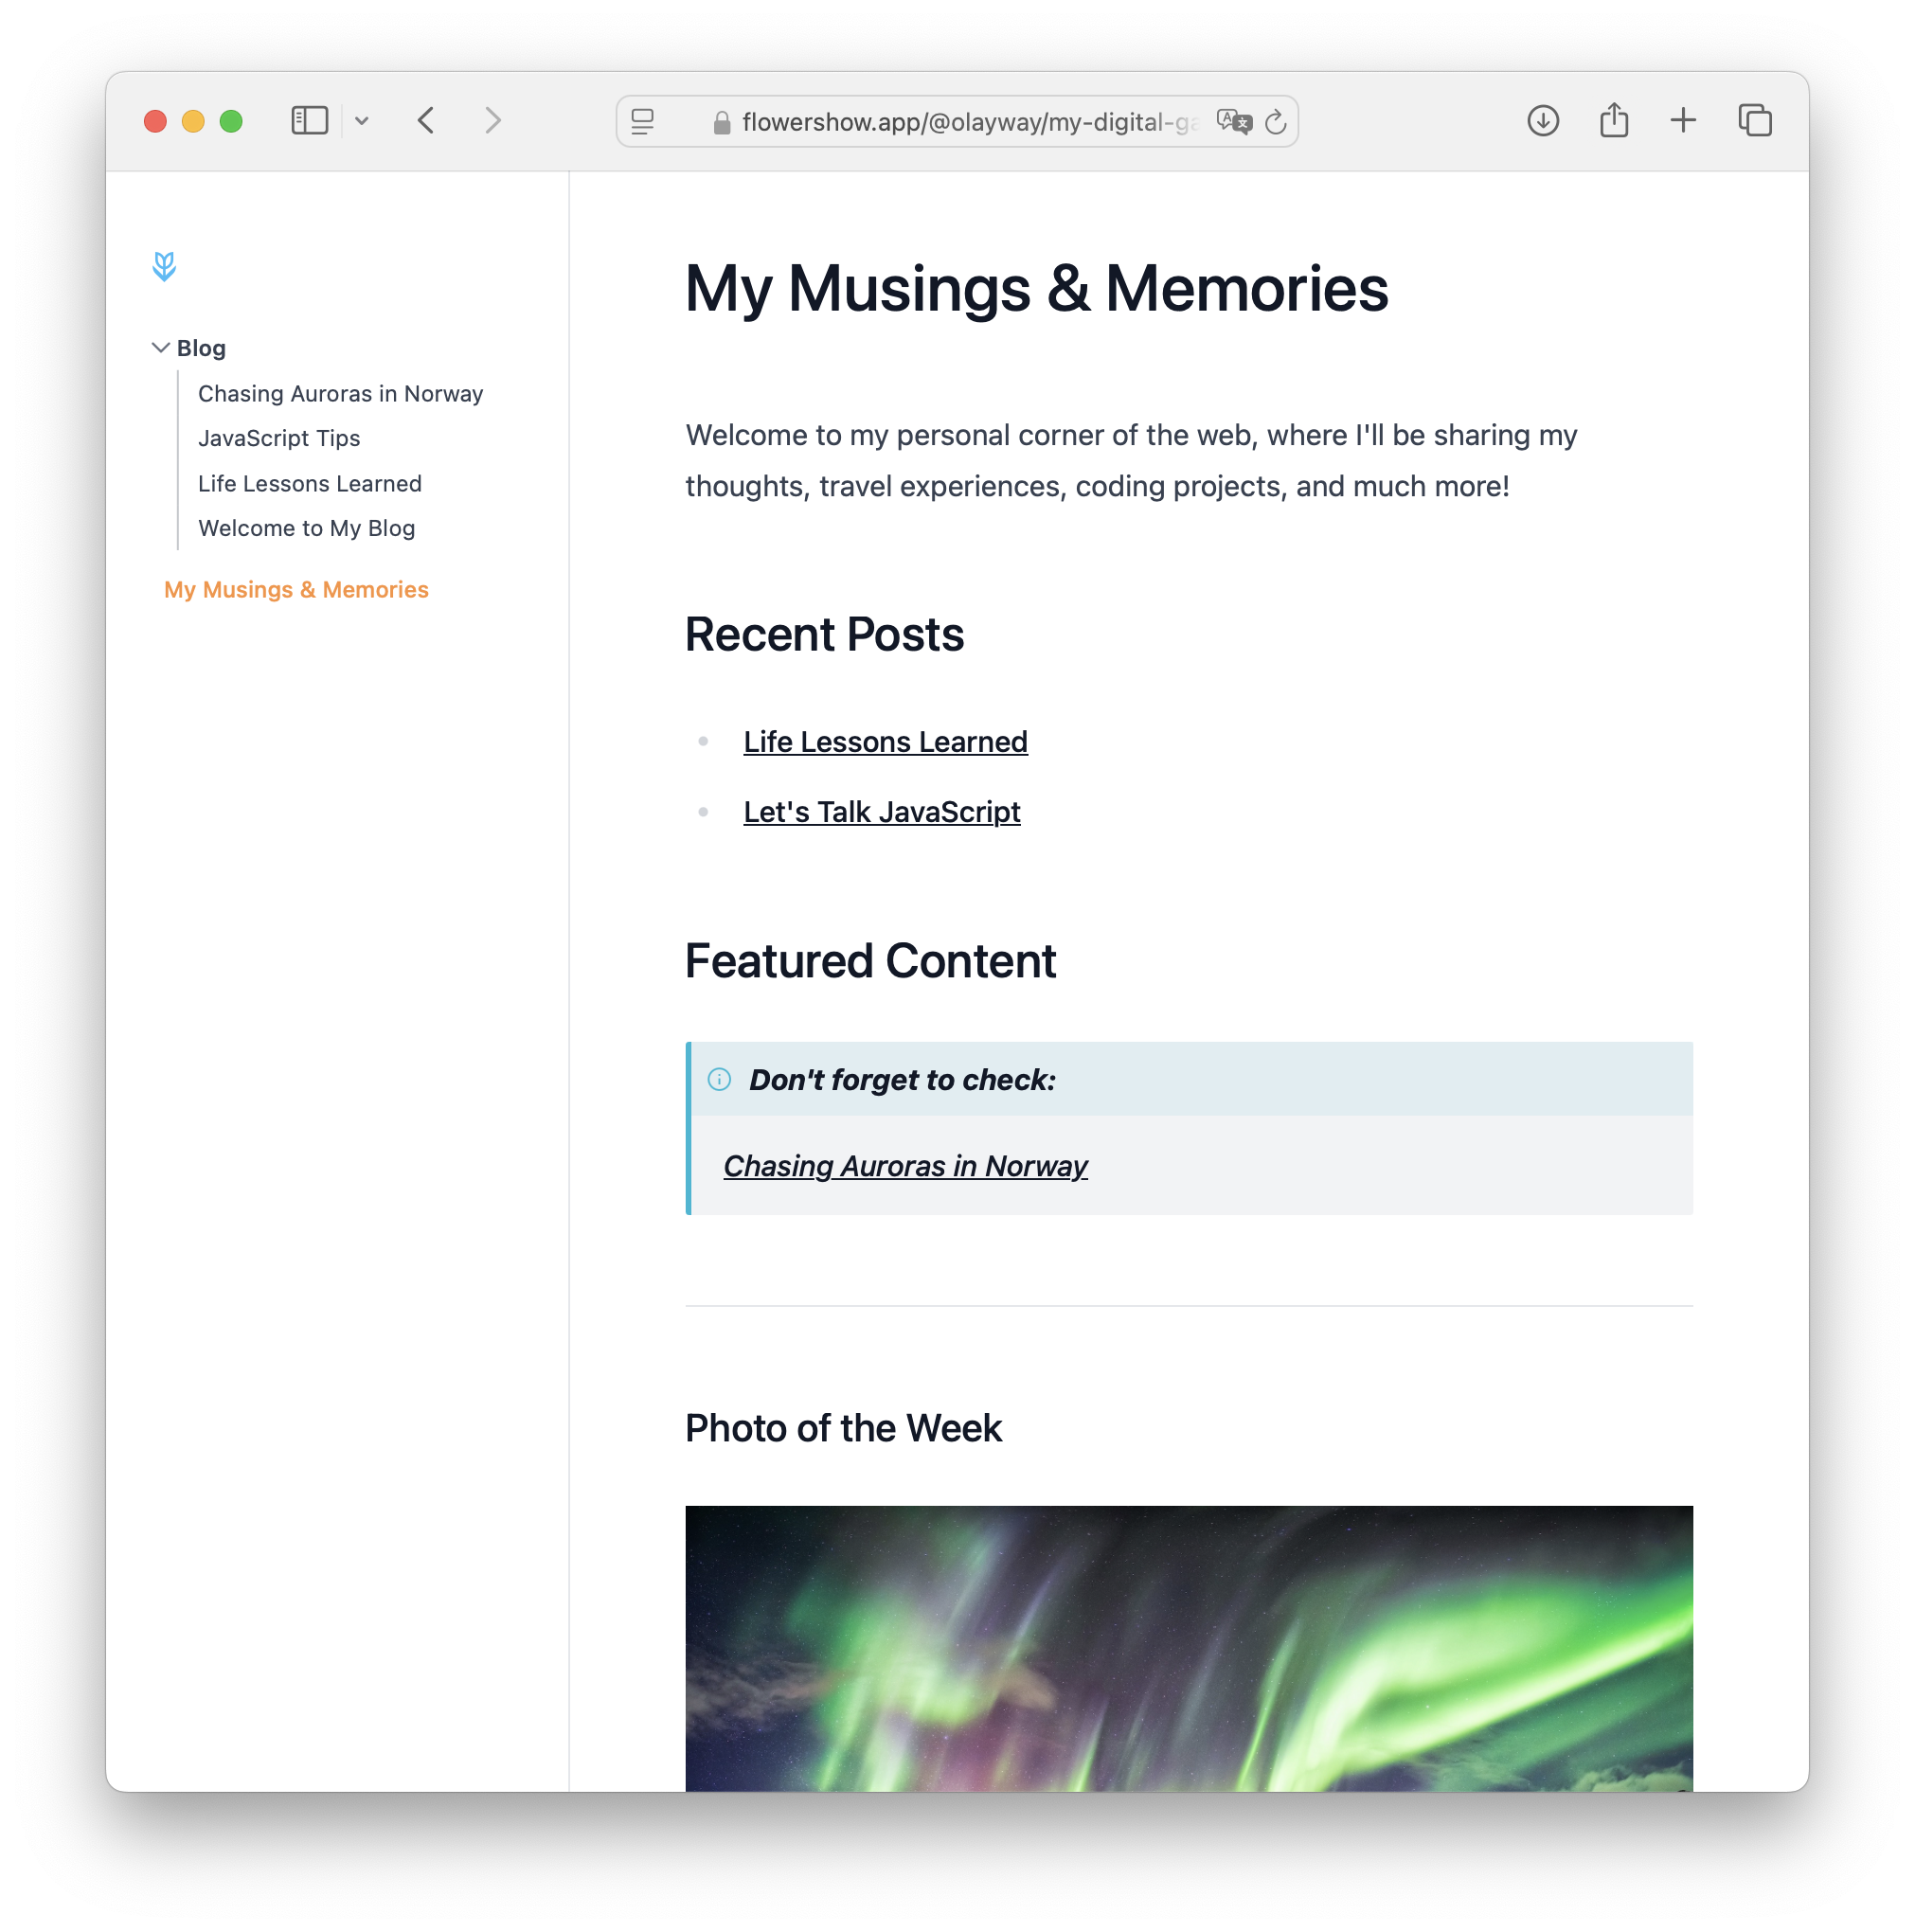 flowershow.app/@olayway/my-digital-
Blog
Chasing Auroras in Norway
JavaScript Tips
Life Lessons Learned
Welcome to My Blog
My Musings & Memories
My Musings & Memories
Welcome to my personal corner of the web, where I'll be sharing my
thoughts, travel experiences, coding projects, and much more!
Recent Posts
Life Lessons Learned
Let's Talk JavaScript
Featured Content
Don't forget to check:
Chasing Auroras in Norway
Photo of the Week